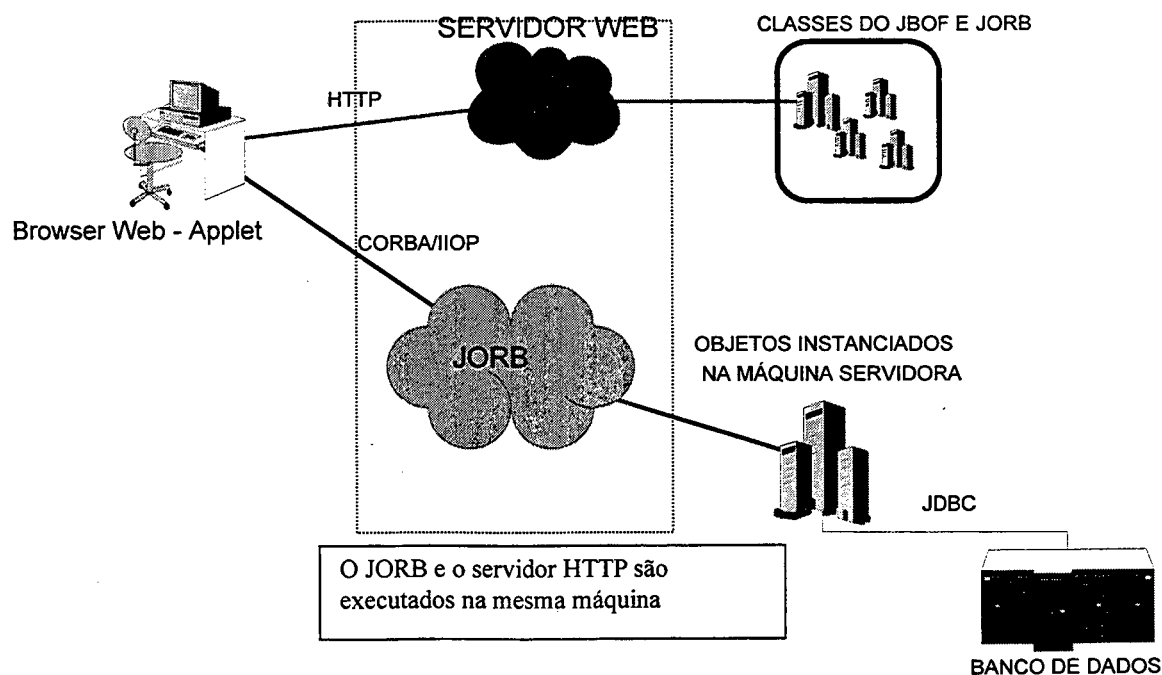 SERVIDOR WEB
CLASSES DO JBOF E JORB
HTTP
Browser Web - Applet
CORBA/IIOP
JORB
OBJETOS INSTANCIADOS
NA MÁQUINA SERVIDORA
JDBC
O JORB e o servidor HTTP são
executados na mesma máquina
BANCO DE DADOS